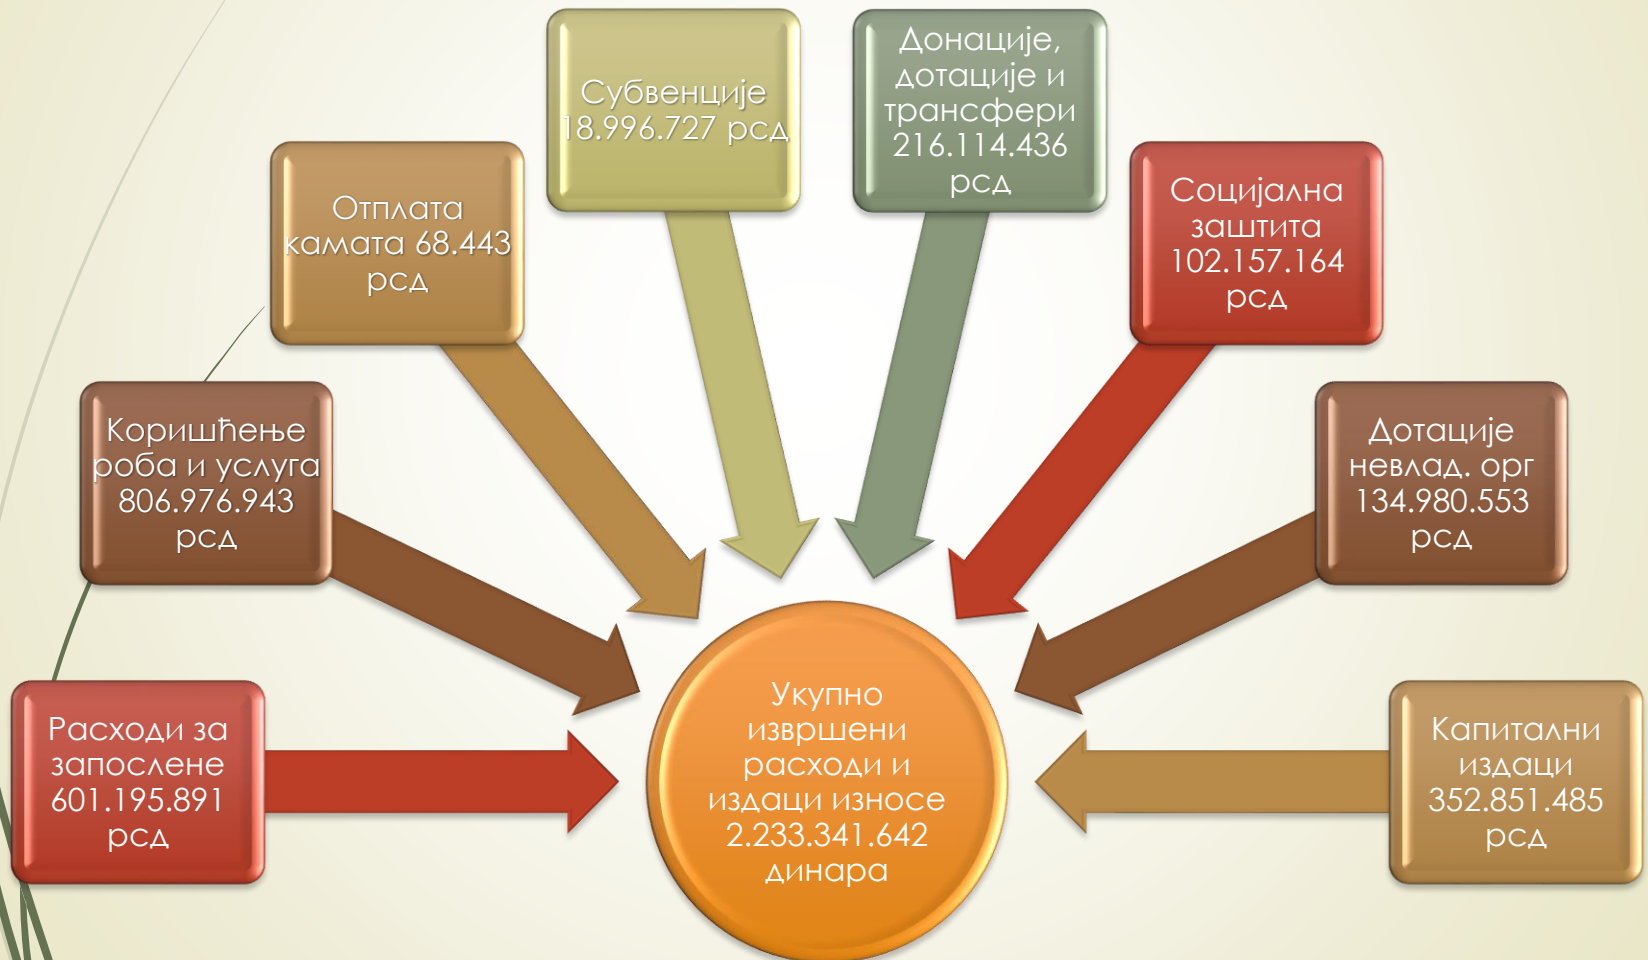 Субвенције
18.996.727 рсд
Донације,
дотације и
трансфери
216.114.436
рсд
Отплата
камата 68.443
рсд
Социјална
заштита
102.157.164
рсд
Коришћење
роба и услуга
806.976.943
рсд
Дотације
невлад. орг
134.980.553
рсд
Расходи за
запослене
601.195.891
рсд
Укупно
извршени
расходи и
издаци износе
2.233.341.642
динара
Капитални
издаци
352.851.485
рсд